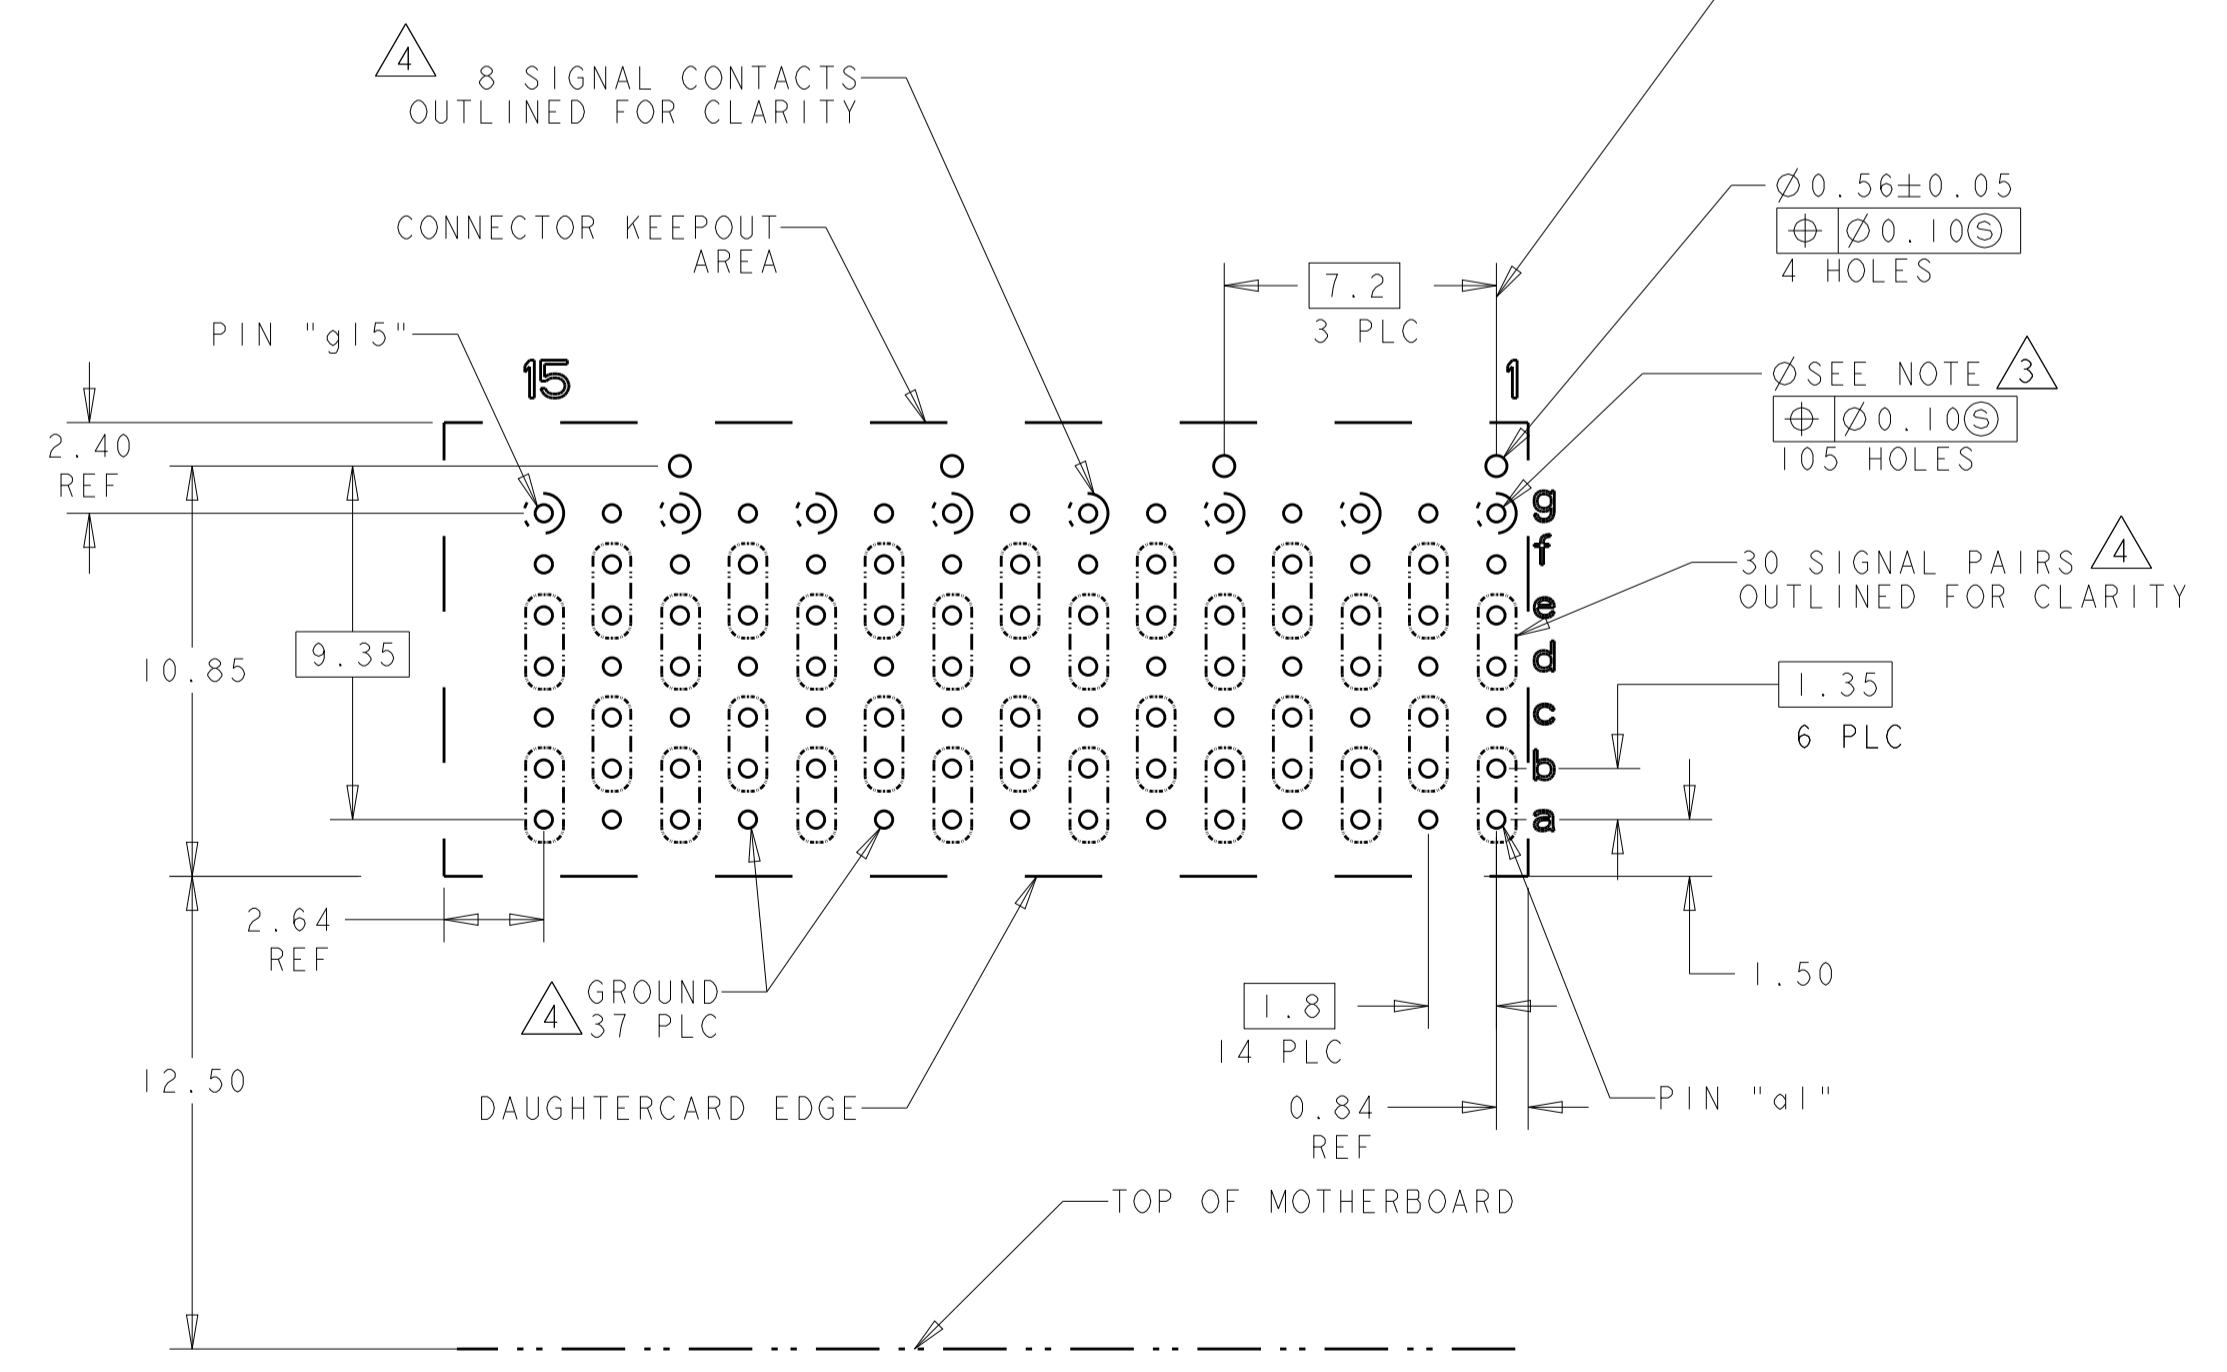 4
8 SIGNAL CONTACTS
OUTLINED FOR CLARITY
CONNECTOR KEEPOUT
AREA
PIN "g15"
15
2.40
REF
10.85
9.35
12.50
2.64
REF
4
GROUND
37 PLC
DAUGHTERCARD EDGE
TOP OF MOTHERBOARD
7.2
3 PLC
1
Ø0.56±0.05
⌖ Ø0.10Ⓢ
4 HOLES
ØSEE NOTE 3
⌖ Ø0.10Ⓢ
105 HOLES
g
f
e
d
c
b
a
30 SIGNAL PAIRS 4
OUTLINED FOR CLARITY
1.35
6 PLC
1.50
1.8
14 PLC
0.84
REF
PIN "a1"